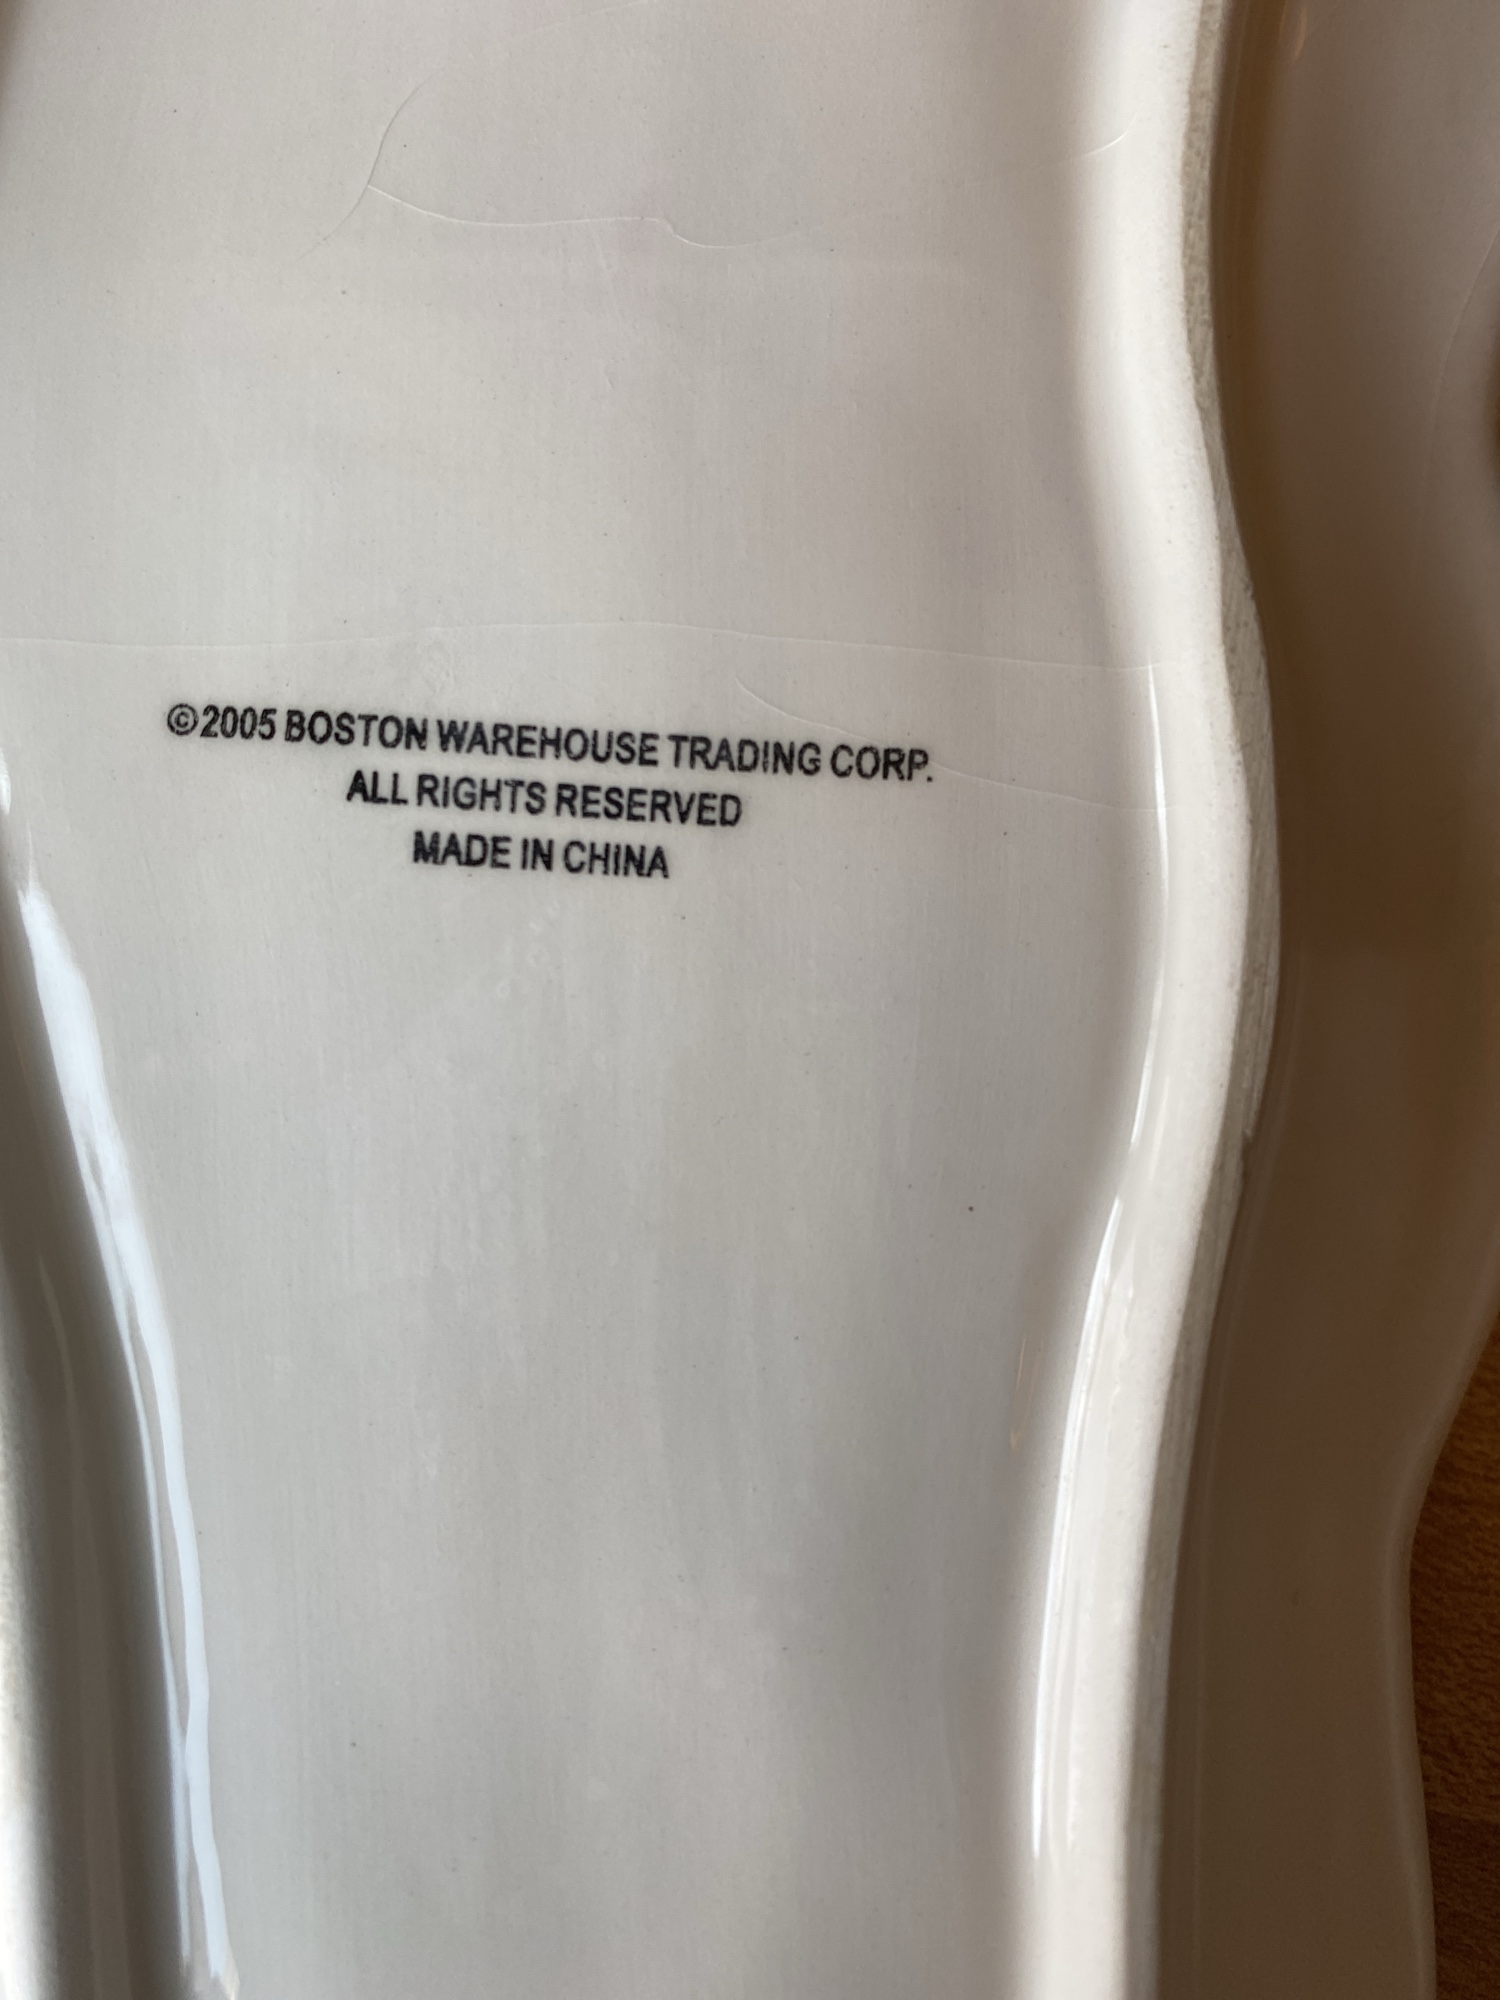 ©2005 BOSTON WAREHOUSE TRADING CORP.
ALL RIGHTS RESERVED
MADE IN CHINA